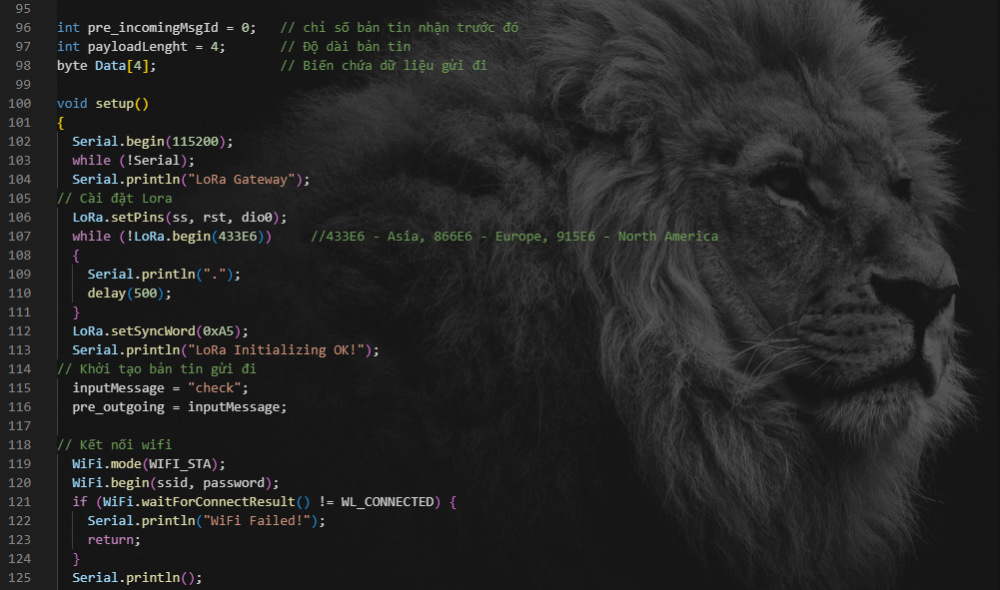 95
96 int pre_incomingMsgId = 0;   // chỉ số bản tin nhận trước đó
97 int payloadLenght = 4;       // Độ dài bản tin
98 byte Data[4];                // Biến chứa dữ liệu gửi đi
99
100 void setup()
101 {
102   Serial.begin(115200);
103   while (!Serial);
104   Serial.println("LoRa Gateway");
105 // Cài đặt Lora
106   LoRa.setPins(ss, rst, dio0);
107   while (!LoRa.begin(433E6))     //433E6 - Asia, 866E6 - Europe, 915E6 - North America
108   {
109     Serial.println(".");
110     delay(500);
111   }
112   LoRa.setSyncWord(0xA5);
113   Serial.println("LoRa Initializing OK!");
114 // Khởi tạo bản tin gửi đi
115   inputMessage = "check";
116   pre_outgoing = inputMessage;
117
118 // Kết nối wifi
119   WiFi.mode(WIFI_STA);
120   WiFi.begin(ssid, password);
121   if (WiFi.waitForConnectResult() != WL_CONNECTED) {
122     Serial.println("WiFi Failed!");
123     return;
124   }
125   Serial.println();